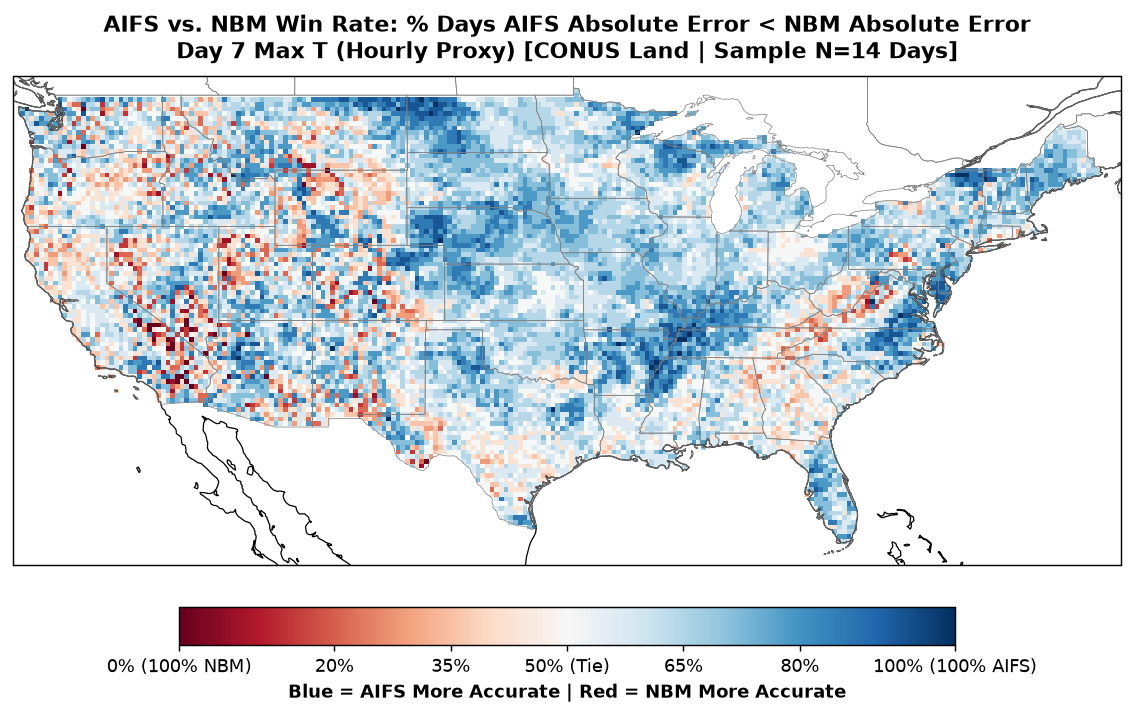 AIFS vs. NBM Win Rate: % Days AIFS Absolute Error < NBM Absolute Error
Day 7 Max T (Hourly Proxy) [CONUS Land | Sample N=14 Days]
0% (100% NBM) 20% 35% 50% (Tie) 65% 80% 100% (100% AIFS)
Blue = AIFS More Accurate | Red = NBM More Accurate